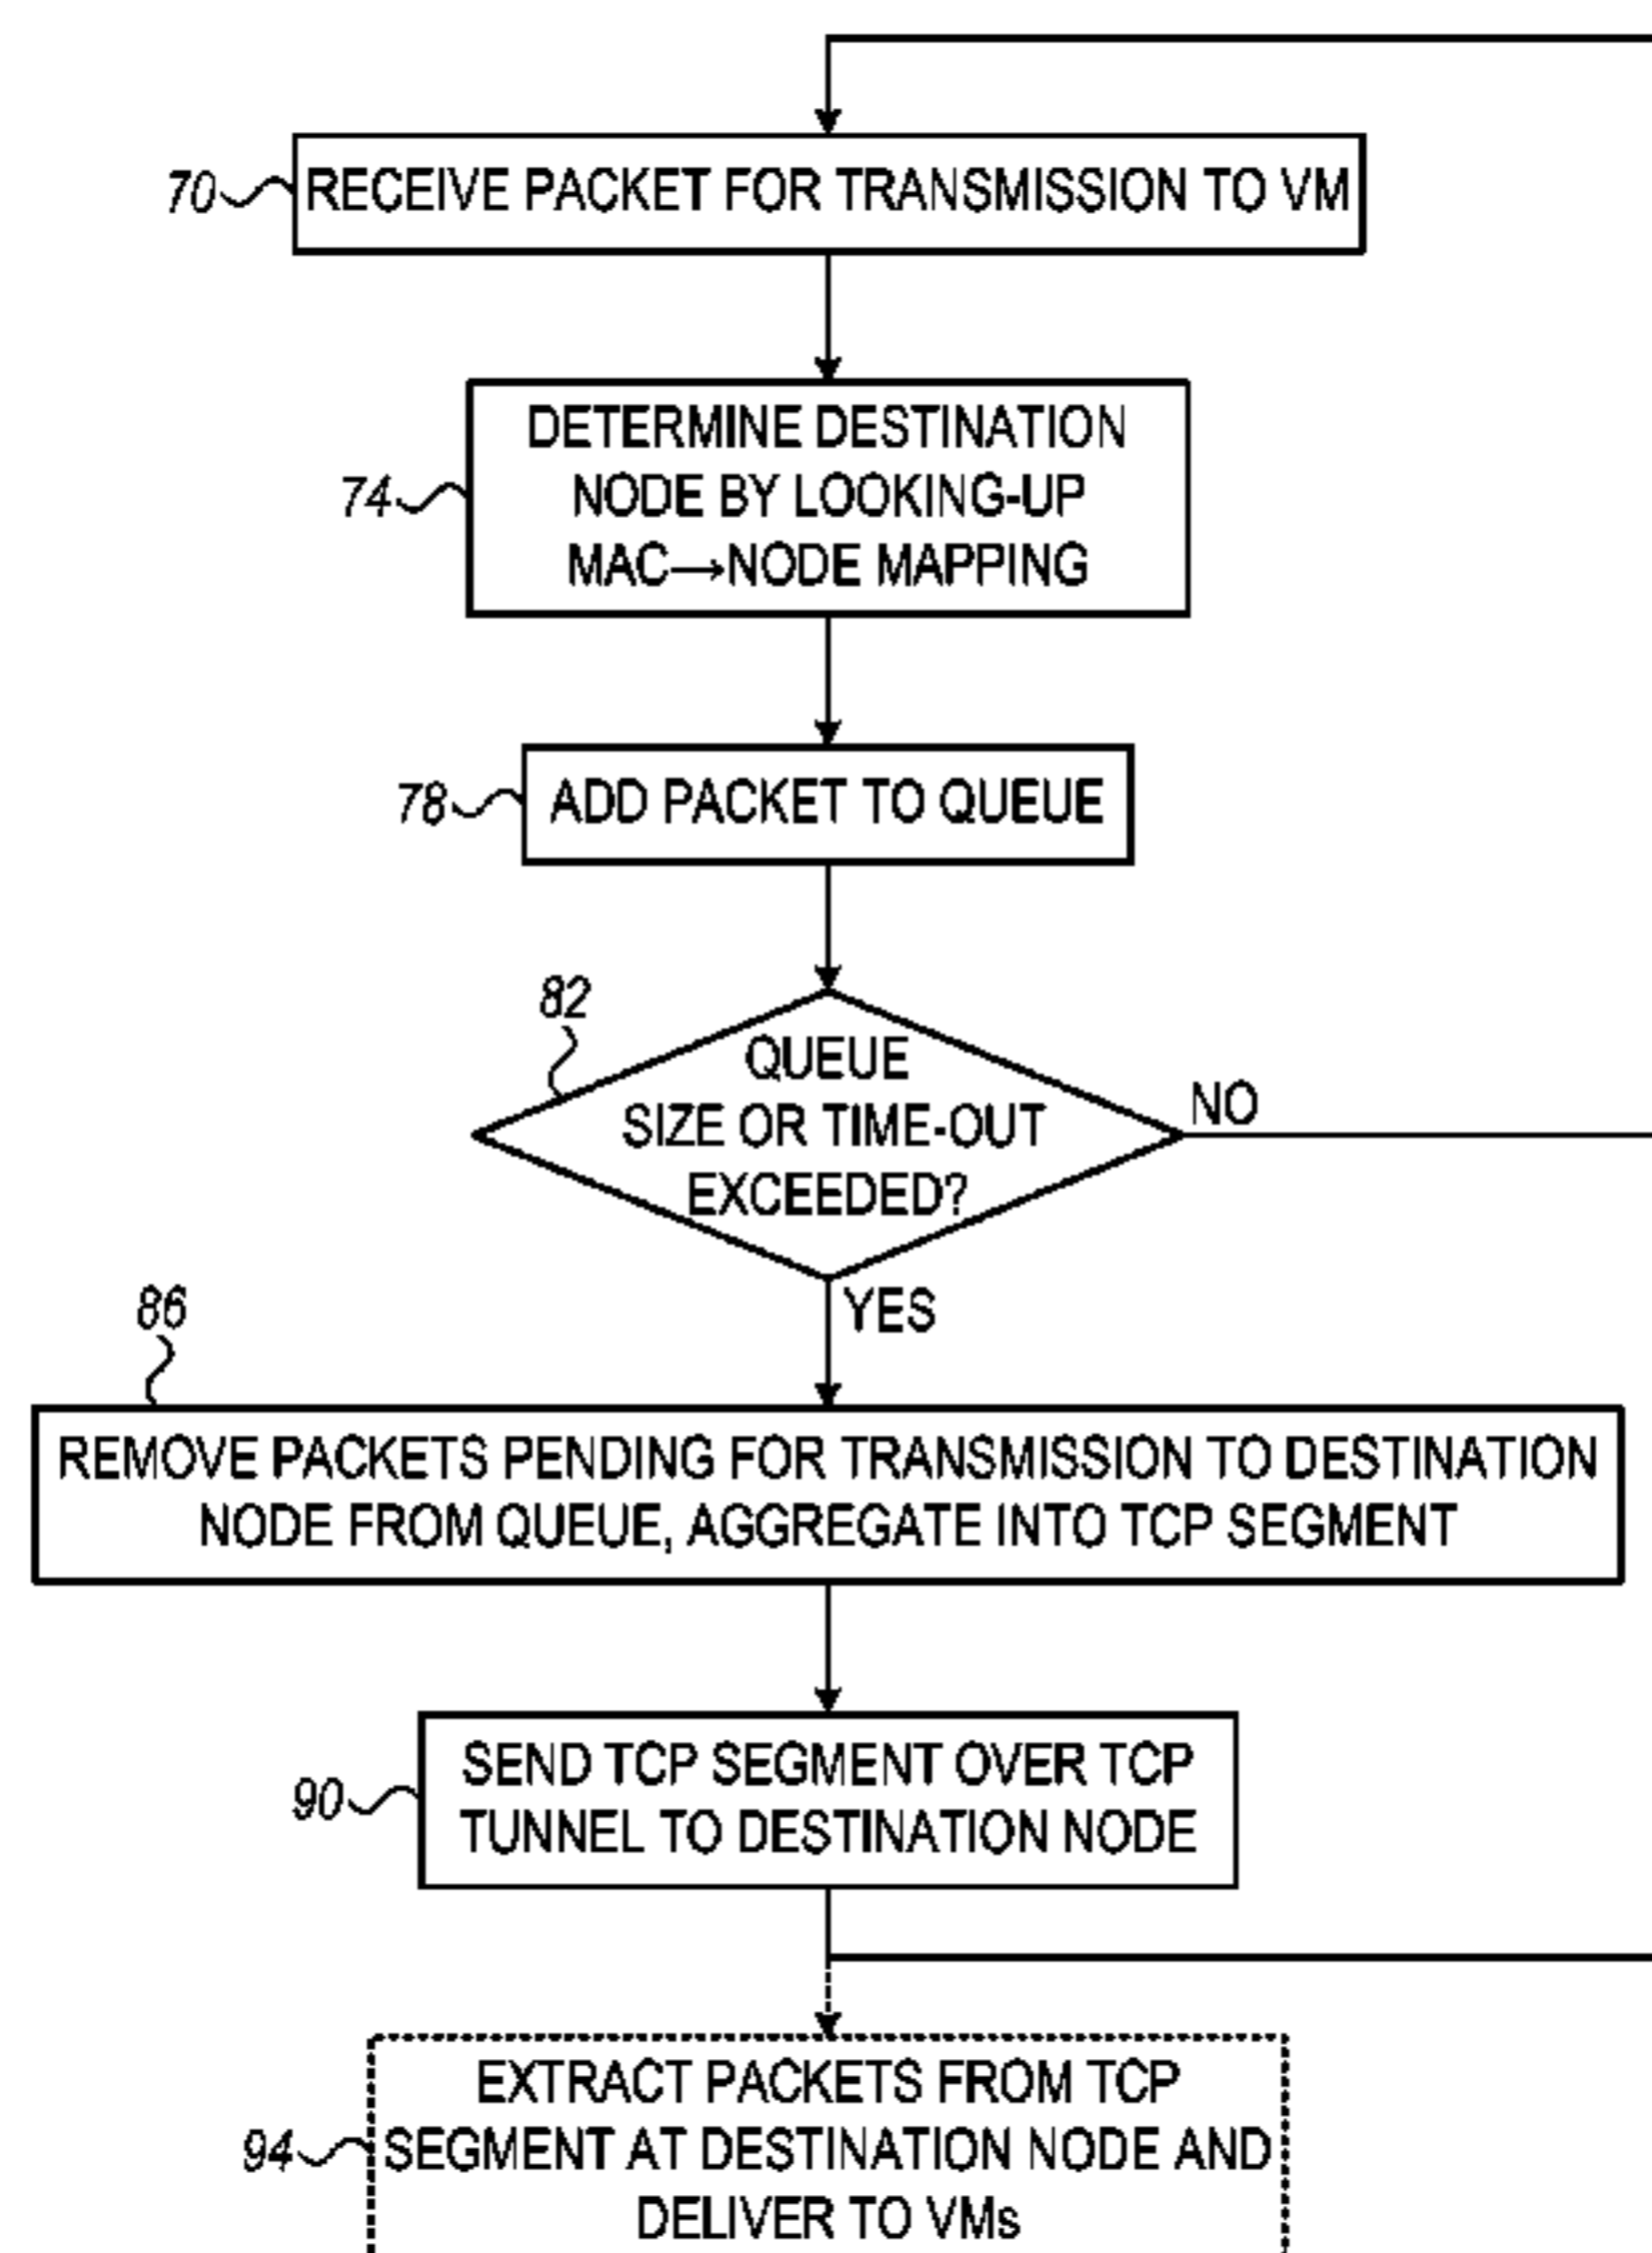 70
RECEIVE PACKET FOR TRANSMISSION TO VM
74
DETERMINE DESTINATION
NODE BY LOOKING-UP
MAC→NODE MAPPING
78
ADD PACKET TO QUEUE
82
QUEUE
SIZE OR TIME-OUT
EXCEEDED?
NO
YES
86
REMOVE PACKETS PENDING FOR TRANSMISSION TO DESTINATION
NODE FROM QUEUE, AGGREGATE INTO TCP SEGMENT
90
SEND TCP SEGMENT OVER TCP
TUNNEL TO DESTINATION NODE
94
EXTRACT PACKETS FROM TCP
SEGMENT AT DESTINATION NODE AND
DELIVER TO VMs